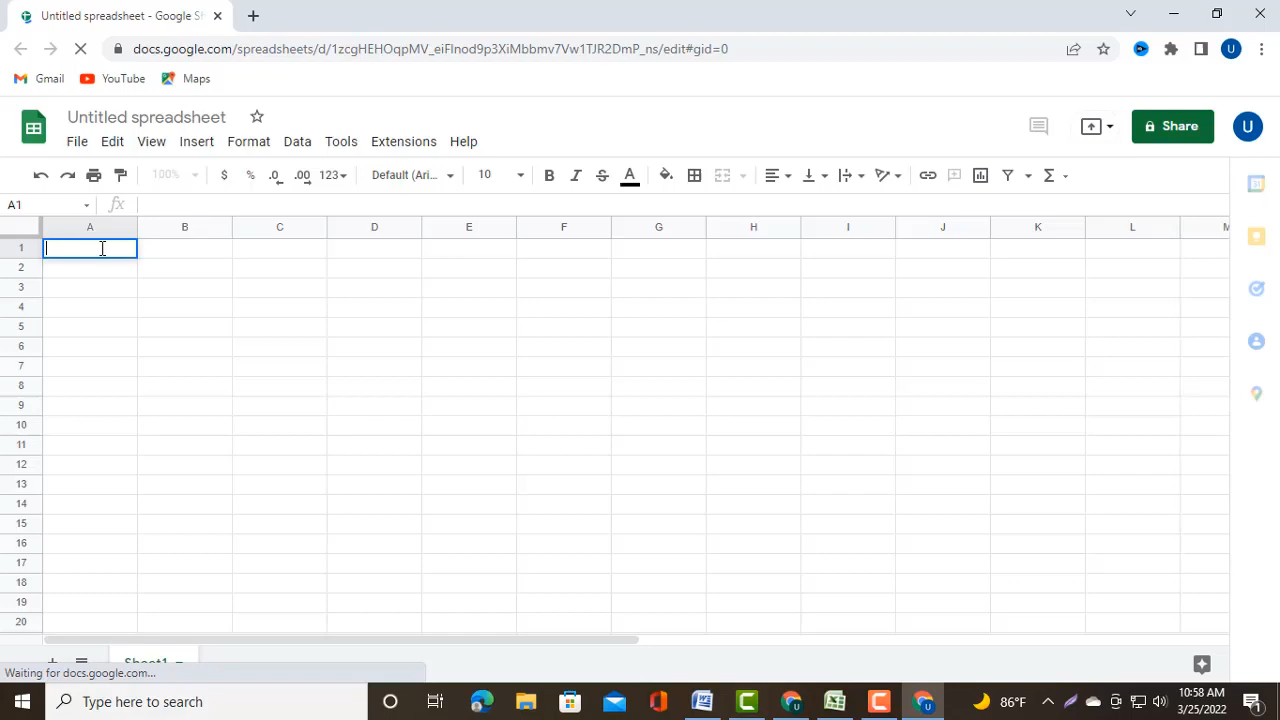 Untitled spreadsheet - Google S
docs.google.com/spreadsheets/d/1zcgHEHOqpMV_eiFlnod9p3XiMbbmv7Vw1TJR2DmP_ns/edit#gid=0
U
Gmail YouTube Maps
Untitled spreadsheet
Share
U
File Edit View Insert Format Data Tools Extensions Help
100% $ % .0 .00 123 Default (Ari... 10 B I S A Σ
A1 fx
A B C D E F G H I J K L M
1
2
3
4
5
6
7
8
9
10
11
12
13
14
15
16
17
18
19
20
Sheet1
Waiting for docs.google.com...
Type here to search
86°F
10:58 AM
3/25/2022
1